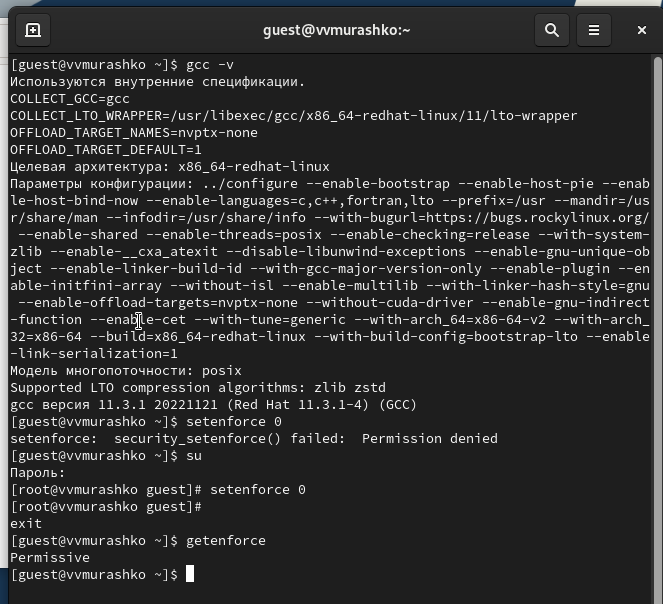 guest@vvmurashko:~
[guest@vvmurashko ~]$ gcc -v
Используются внутренние спецификации.
COLLECT_GCC=gcc
COLLECT_LTO_WRAPPER=/usr/libexec/gcc/x86_64-redhat-linux/11/lto-wrapper
OFFLOAD_TARGET_NAMES=nvptx-none
OFFLOAD_TARGET_DEFAULT=1
Целевая архитектура: x86_64-redhat-linux
Параметры конфигурации: ../configure --enable-bootstrap --enable-host-pie --enab
le-host-bind-now --enable-languages=c,c++,fortran,lto --prefix=/usr --mandir=/us
r/share/man --infodir=/usr/share/info --with-bugurl=https://bugs.rockylinux.org/
 --enable-shared --enable-threads=posix --enable-checking=release --with-system-
zlib --enable-__cxa_atexit --disable-libunwind-exceptions --enable-gnu-unique-ob
ject --enable-linker-build-id --with-gcc-major-version-only --enable-plugin --en
able-initfini-array --without-isl --enable-multilib --with-linker-hash-style=gnu
 --enable-offload-targets=nvptx-none --without-cuda-driver --enable-gnu-indirect
-function --enable-cet --with-tune=generic --with-arch_64=x86-64-v2 --with-arch_
32=x86-64 --build=x86_64-redhat-linux --with-build-config=bootstrap-lto --enable
-link-serialization=1
Модель многопоточности: posix
Supported LTO compression algorithms: zlib zstd
gcc версия 11.3.1 20221121 (Red Hat 11.3.1-4) (GCC)
[guest@vvmurashko ~]$ setenforce 0
setenforce:  security_setenforce() failed:  Permission denied
[guest@vvmurashko ~]$ su
Пароль:
[root@vvmurashko guest]# setenforce 0
[root@vvmurashko guest]#
exit
[guest@vvmurashko ~]$ getenforce
Permissive
[guest@vvmurashko ~]$